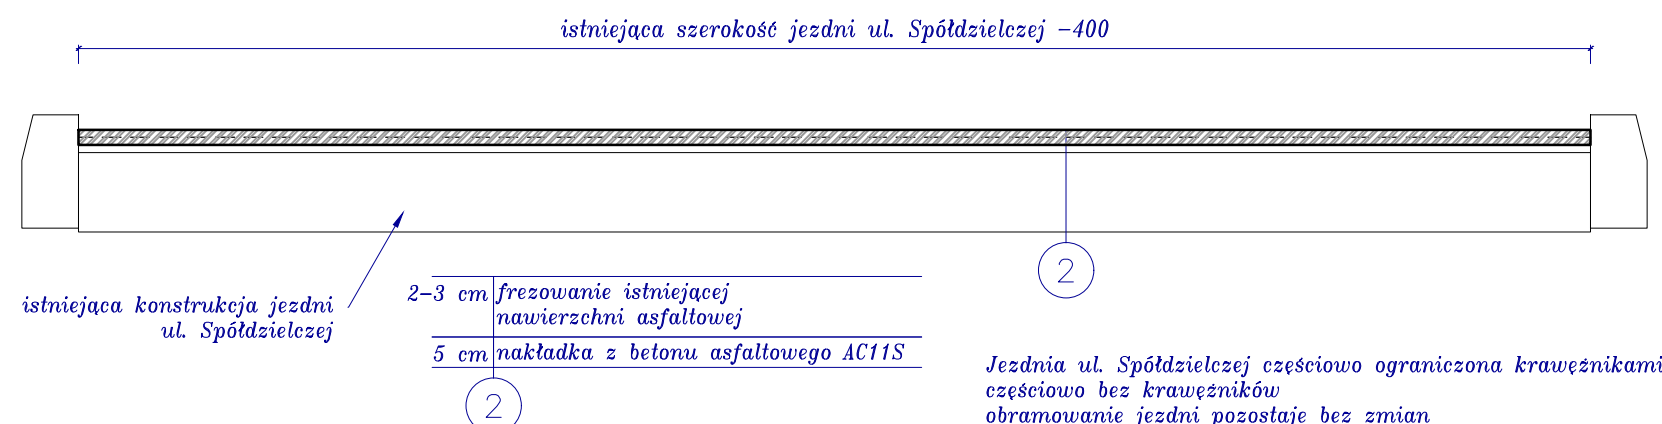 istniejąca szerokość jezdni ul. Spółdzielczej -400
2
istniejąca konstrukcja jezdni
ul. Spółdzielczej
2-3 cm frezowanie istniejącej
nawierzchni asfaltowej
5 cm nakładka z betonu asfaltowego AC11S
2
Jezdnia ul. Spółdzielczej częściowo ograniczona krawężnikami
częściowo bez krawężników
obramowanie jezdni pozostaje bez zmian